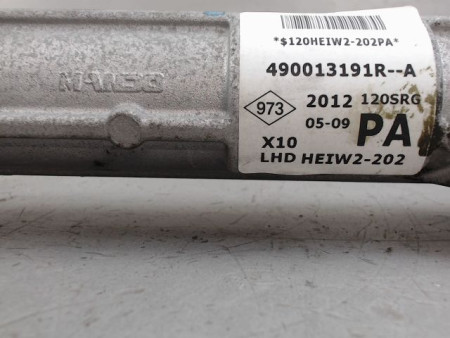 *$120HEIW2-202PA*
490013191R--A
973
2012 120SRG
05-09 PA
X10
LHD HEIW2-202